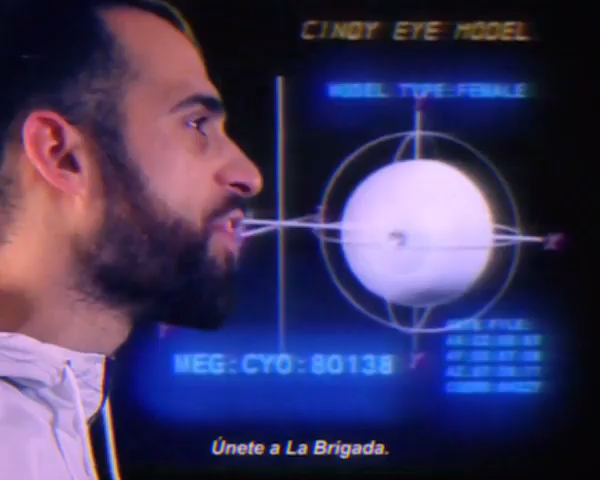 CINDY EYE MODEL
MODEL TYPE:FEMALE
MEG:CYO:80138
Únete a La Brigada.